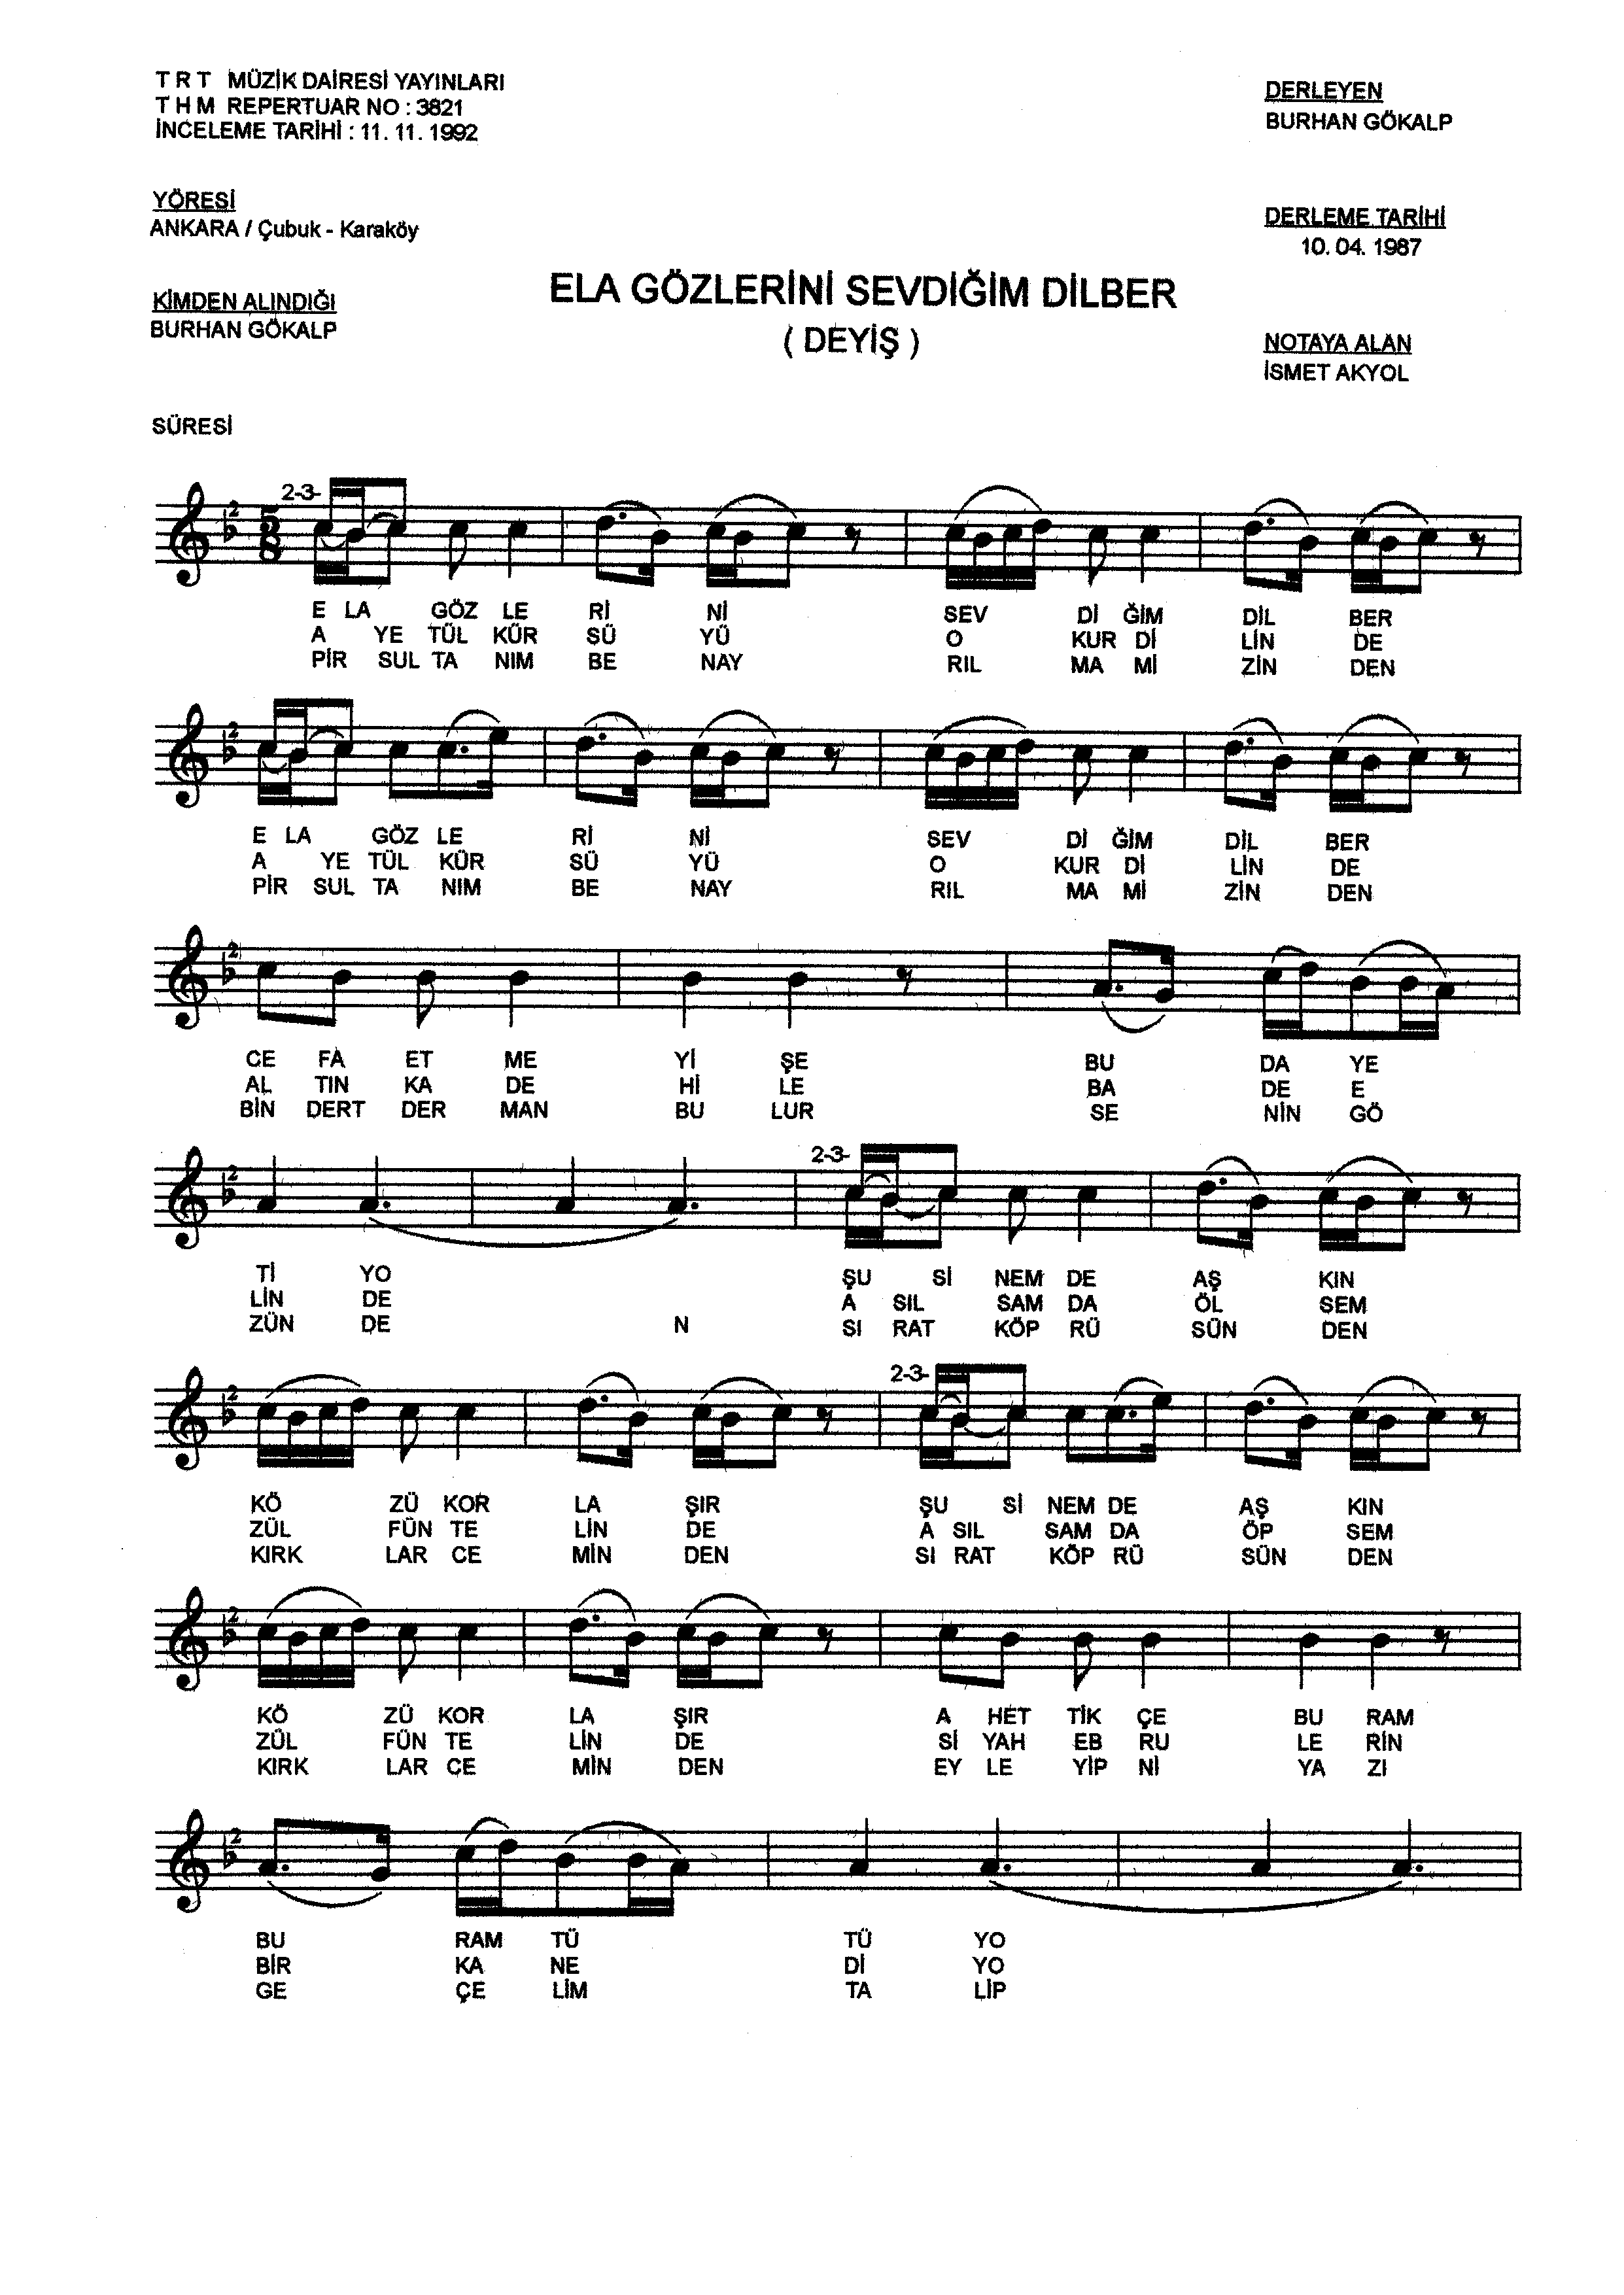 T R T MÜZİK DAİRESİ YAYINLARI
T H M REPERTUAR NO : 3821
İNCELEME TARİHİ : 11. 11. 1992
DERLEYEN
BURHAN GÖKALP
YÖRESİ
ANKARA / Çubuk - Karaköy
DERLEME TARİHİ
10. 04. 1987
KİMDEN ALINDIĞI
BURHAN GÖKALP
ELA GÖZLERİNİ SEVDİĞİM DİLBER
( DEYİŞ )
NOTAYA ALAN
İSMET AKYOL
SÜRESİ
2-3-
E LA GÖZ LE Rİ Nİ SEV Dİ ĞİM DİL BER
A YE TÜL KÜR SÜ YÜ O KUR Dİ LİN DE
PİR SUL TA NIM BE NAY RIL MA Mİ ZİN DEN
E LA GÖZ LE Rİ Nİ SEV Dİ ĞİM DİL BER
A YE TÜL KÜR SÜ YÜ O KUR Dİ LİN DE
PİR SUL TA NIM BE NAY RIL MA Mİ ZİN DEN
CE FA ET ME Yİ ŞE BU DA YE
AL TIN KA DE Hİ LE BA DE E
BİN DERT DER MAN BU LUR SE NİN GÖ
2-3-
Tİ YO ŞU Sİ NEM DE AŞ KIN
LİN DE A SIL SAM DA ÖL SEM
ZÜN DE N SI RAT KÖP RÜ SÜN DEN
2-3-
KÖ ZÜ KOR LA ŞIR ŞU Sİ NEM DE AŞ KIN
ZÜL FÜN TE LİN DE A SIL SAM DA ÖP SEM
KIRK LAR CE MİN DEN SI RAT KÖP RÜ SÜN DEN
KÖ ZÜ KOR LA ŞIR A HET TİK ÇE BU RAM
ZÜL FÜN TE LİN DE Sİ YAH EB RU LE RİN
KIRK LAR CE MİN DEN EY LE YİP Nİ YA ZI
BU RAM TÜ TÜ YO
BİR KA NE Dİ YO
GE ÇE LİM TA LİP